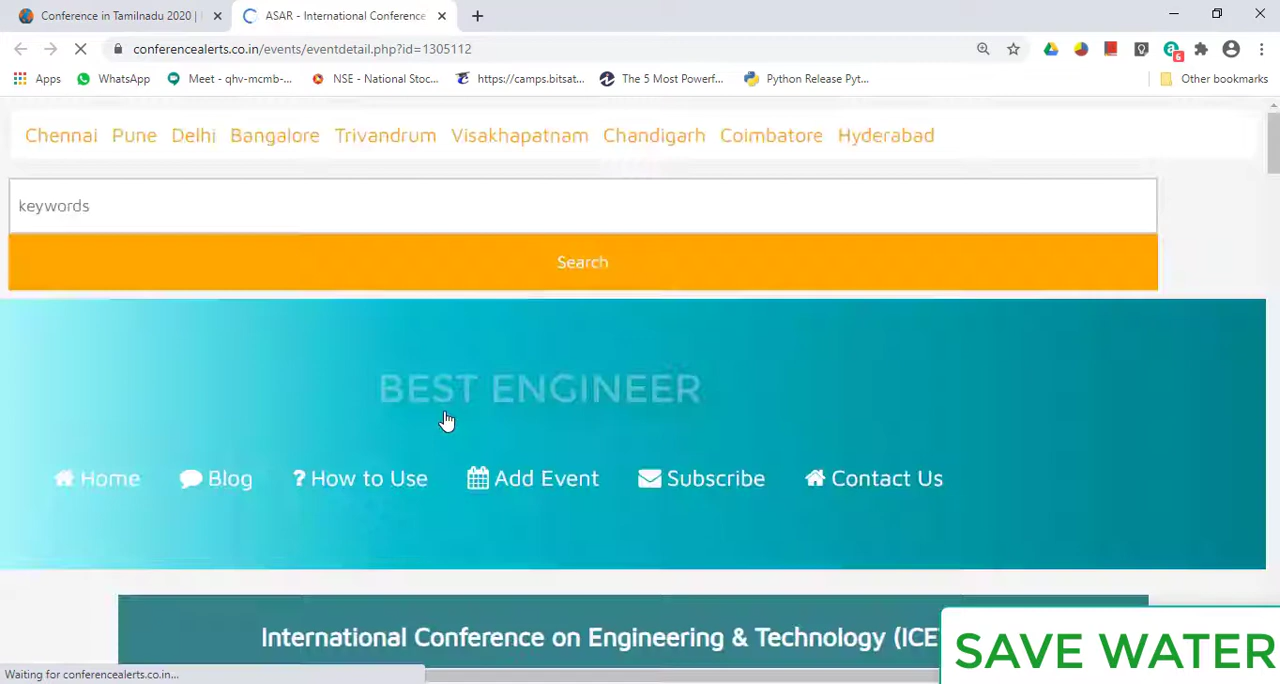 Conference in Tamilnadu 2020 |
ASAR - International Conference
conferencealerts.co.in/events/eventdetail.php?id=1305112
6
Apps WhatsApp Meet - qhv-mcmb-... NSE - National Stoc... https://camps.bitsat... The 5 Most Powerf... Python Release Pyt... Other bookmarks
Chennai Pune Delhi Bangalore Trivandrum Visakhapatnam Chandigarh Coimbatore Hyderabad
keywords
Search
BEST ENGINEER
Home Blog ? How to Use Add Event Subscribe Contact Us
International Conference on Engineering & Technology (ICE
SAVE WATER
Waiting for conferencealerts.co.in...